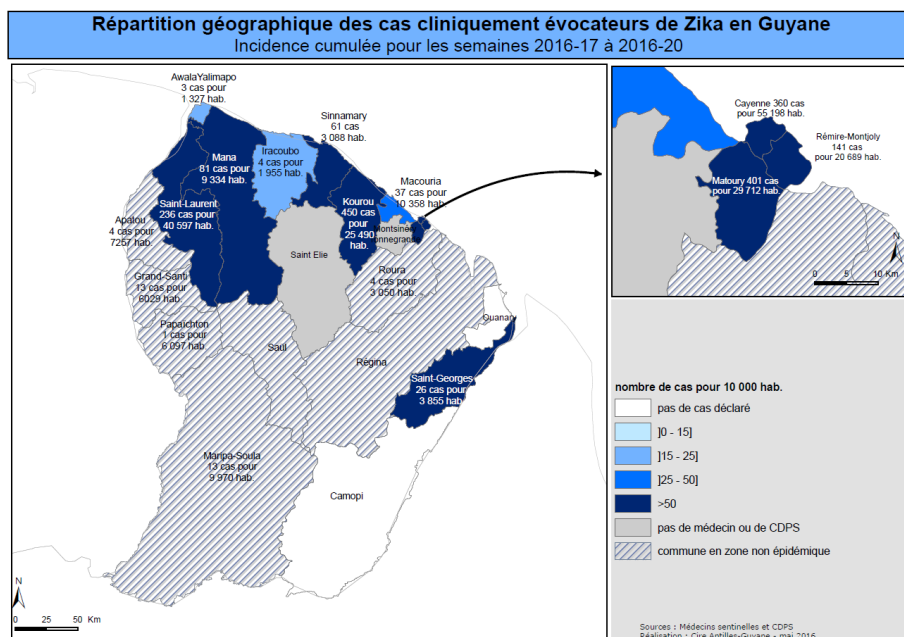 Répartition géographique des cas cliniquement évocateurs de Zika en Guyane
Incidence cumulée pour les semaines 2016-17 à 2016-20
AwalaYalimapo
3 cas pour
1 327 hab.
Sinnamary
61 cas
3 088 hab.
Mana
81 cas pour
9 334 hab.
Iracoubo
4 cas pour
1 955 hab.
Macouria
37 cas pour
10 358 hab.
Saint-Laurent
236 cas pour
40 597 hab.
Kourou
450 cas
pour
25 490
hab.
Apatou
4 cas pour
7257 hab.
Saint Elie
Grand-Santi
13 cas pour
6029 hab.
Roura
4 cas pour
3 050 hab.
Papaïchton
1 cas pour
6 097 hab.
Saül
Régina
Saint-Georges
26 cas pour
3 855 hab.
Maripa-Soula
13 cas pour
9 970 hab.
Camopi
N
0 25 50 Km
Cayenne 360 cas
pour 55 198 hab.
Rémire-Montjoly
141 cas
pour 20 689 hab.
Matoury 401 cas
pour 29 712 hab.
N
0 5 10 Km
nombre de cas pour 10 000 hab.
pas de cas déclaré
]0 - 15]
]15 - 25]
]25 - 50]
>50
pas de médecin ou de CDPS
commune en zone non épidémique
Sources : Médecins sentinelles et CDPS
Réalisation : Cire Antilles-Guyane - mai 2016